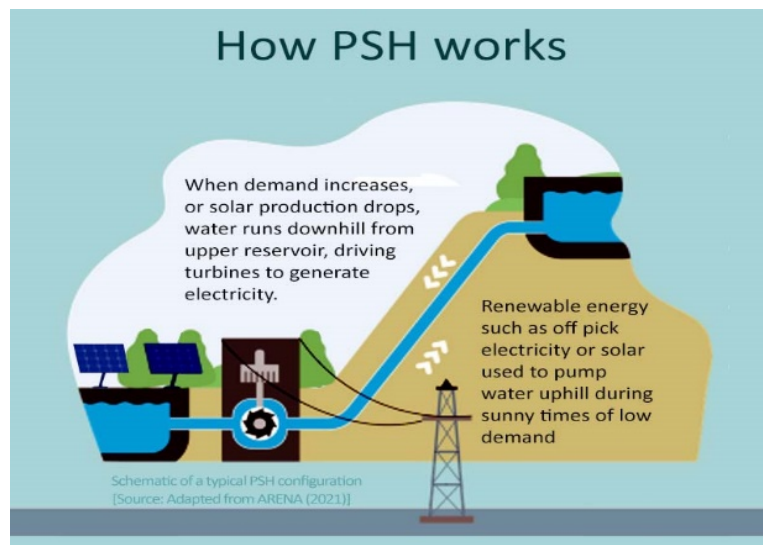 How PSH works
When demand increases,
or solar production drops,
water runs downhill from
upper reservoir, driving
turbines to generate
electricity.
Renewable energy
such as off pick
electricity or solar
used to pump
water uphill during
sunny times of low
demand
Schematic of a typical PSH configuration
[Source: Adapted from ARENA (2021)]